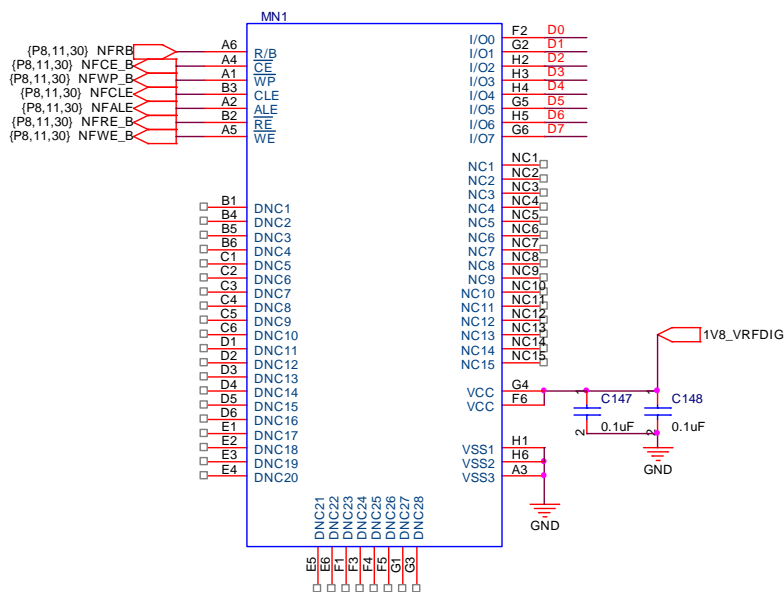 MN1
{P8,11,30} NFRB A6 R/B I/O0 F2 D0
{P8,11,30} NFCE_B A4 CE I/O1 G2 D1
{P8,11,30} NFWP_B A1 WP I/O2 H2 D2
{P8,11,30} NFCLE B3 CLE I/O3 H3 D3
{P8,11,30} NFALE A2 ALE I/O4 H4 D4
{P8,11,30} NFRE_B B2 RE I/O5 G5 D5
{P8,11,30} NFWE_B A5 WE I/O6 H5 D6
I/O7 G6 D7
NC1 NC1
NC2 NC2
NC3 NC3
B1 DNC1 NC4 NC4
B4 DNC2 NC5 NC5
B5 DNC3 NC6 NC6
B6 DNC4 NC7 NC7
C1 DNC5 NC8 NC8
C2 DNC6 NC9 NC9
C3 DNC7 NC10 NC10
C4 DNC8 NC11 NC11
C5 DNC9 NC12 NC12
C6 DNC10 NC13 NC13
D1 DNC11 NC14 NC14
D2 DNC12 NC15 NC15
1V8_VRFDIG
D3 DNC13
D4 DNC14 VCC G4
D5 DNC15 VCC F6
1 C147 1 C148
D6 DNC16
2 0.1uF 2 0.1uF
E1 DNC17
E2 DNC18 VSS1 H1
E3 DNC19 VSS2 H6
E4 DNC20 VSS3 A3
GND
GND
DNC21
DNC22
DNC23
DNC24
DNC25
DNC26
DNC27
DNC28
E5
E6
F1
F3
F4
F5
G1
G3